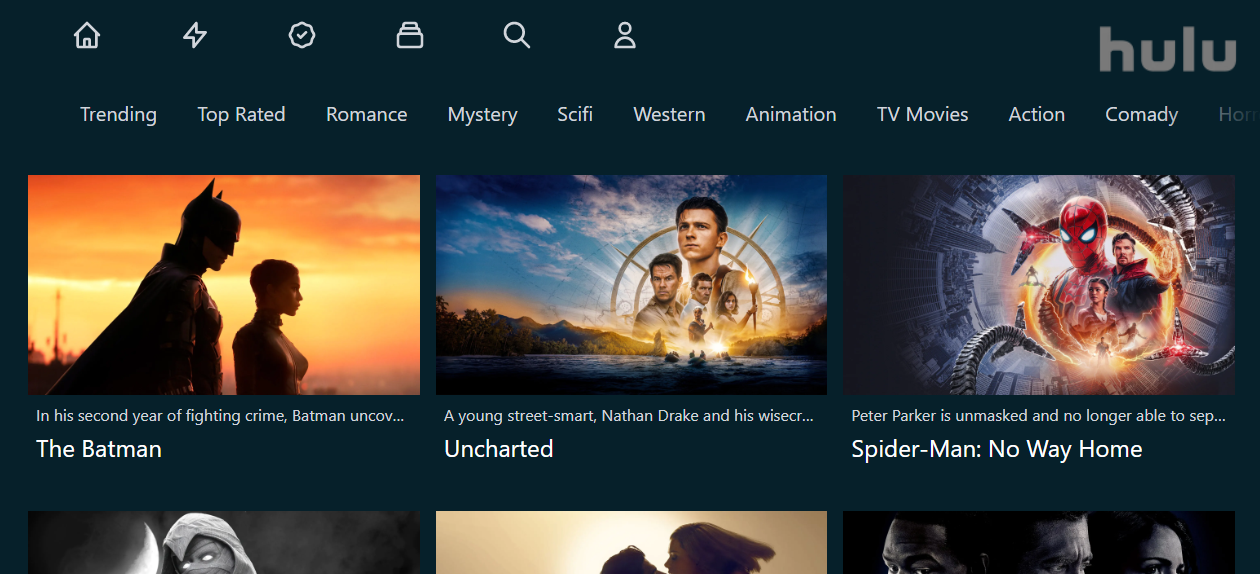 hulu
Trending Top Rated Romance Mystery Scifi Western Animation TV Movies Action Comady
In his second year of fighting crime, Batman uncov... A young street-smart, Nathan Drake and his wisecr... Peter Parker is unmasked and no longer able to sep...
The Batman Uncharted Spider-Man: No Way Home